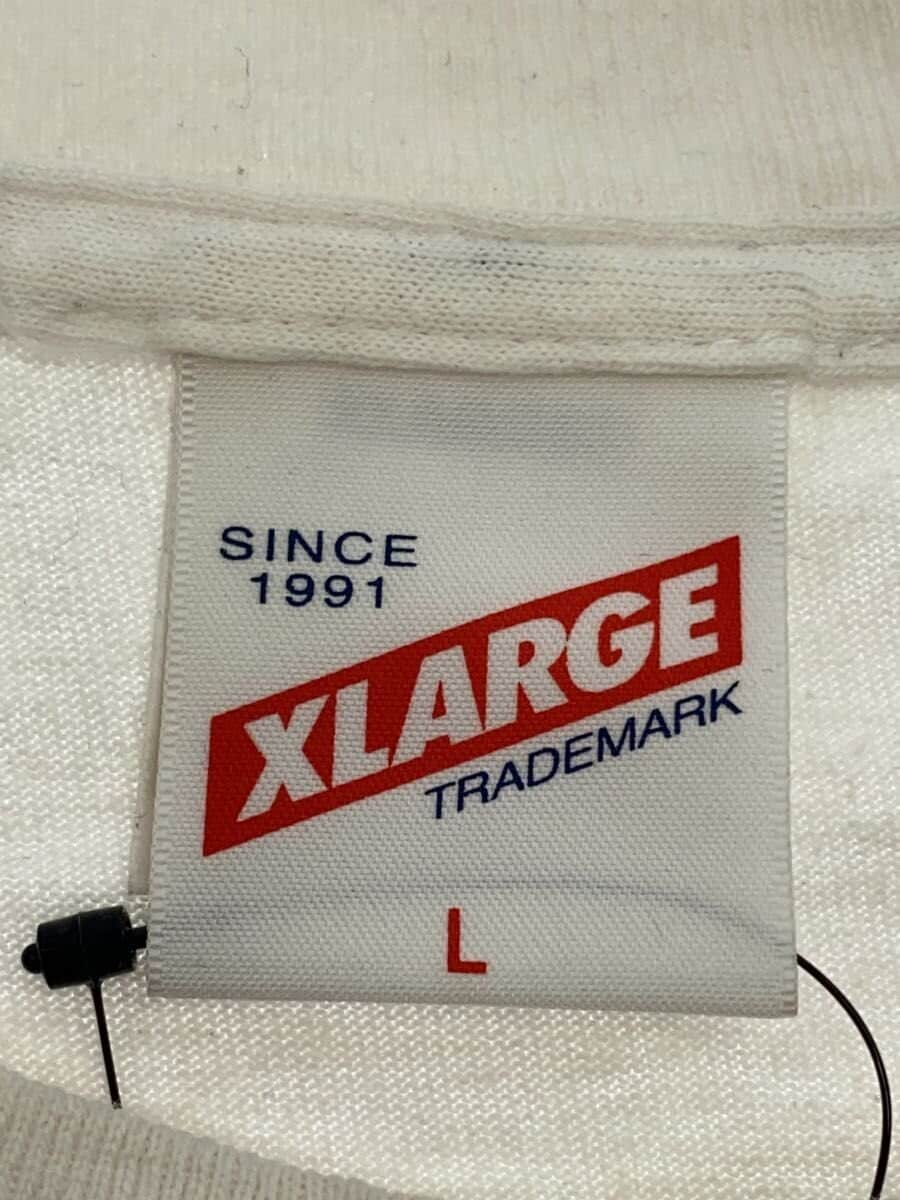 SINCE
1991
XLARGE
TRADEMARK
L